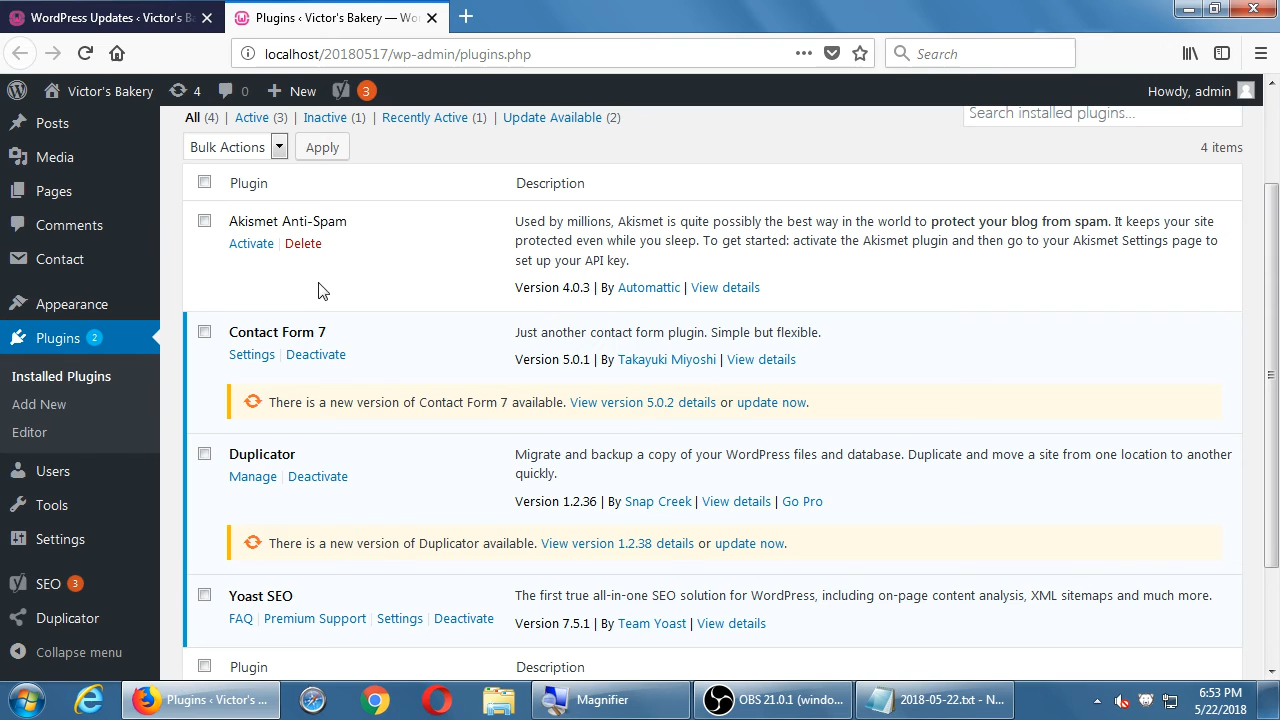 WordPress Updates ‹ Victor's B
Plugins ‹ Victor's Bakery — Wo
localhost/20180517/wp-admin/plugins.php
Search
Victor's Bakery
4
0
New
3
Howdy, admin
Posts
Media
Pages
Comments
Contact
Appearance
Plugins 2
Installed Plugins
Add New
Editor
Users
Tools
Settings
SEO 3
Duplicator
Collapse menu
All (4) | Active (3) | Inactive (1) | Recently Active (1) | Update Available (2)
Search installed plugins...
Bulk Actions
Apply
4 items
Plugin
Description
Akismet Anti-Spam
Activate | Delete
Used by millions, Akismet is quite possibly the best way in the world to protect your blog from spam. It keeps your site
protected even while you sleep. To get started: activate the Akismet plugin and then go to your Akismet Settings page to
set up your API key.
Version 4.0.3 | By Automattic | View details
Contact Form 7
Settings | Deactivate
Just another contact form plugin. Simple but flexible.
Version 5.0.1 | By Takayuki Miyoshi | View details
There is a new version of Contact Form 7 available. View version 5.0.2 details or update now.
Duplicator
Manage | Deactivate
Migrate and backup a copy of your WordPress files and database. Duplicate and move a site from one location to another
quickly.
Version 1.2.36 | By Snap Creek | View details | Go Pro
There is a new version of Duplicator available. View version 1.2.38 details or update now.
Yoast SEO
FAQ | Premium Support | Settings | Deactivate
The first true all-in-one SEO solution for WordPress, including on-page content analysis, XML sitemaps and much more.
Version 7.5.1 | By Team Yoast | View details
Plugin
Description
Plugins ‹ Victor's ...
Magnifier
OBS 21.0.1 (windo...
2018-05-22.txt - N...
6:53 PM
5/22/2018